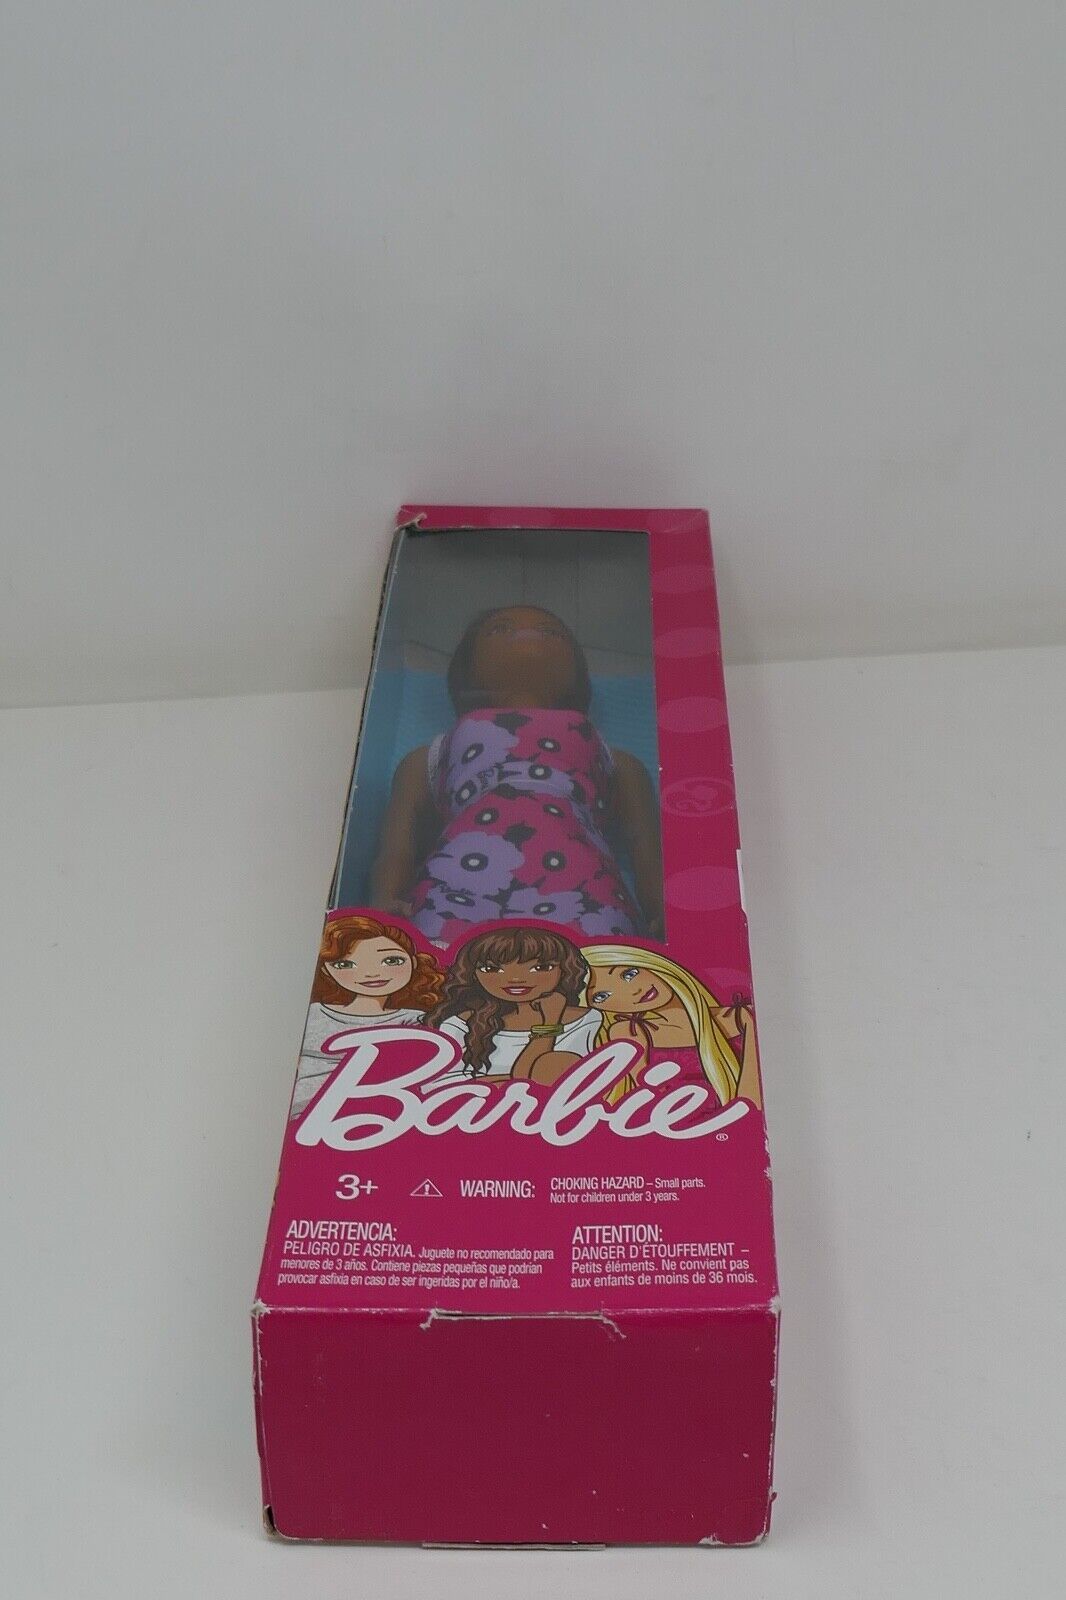 Barbie®
3+
WARNING: CHOKING HAZARD – Small parts.
Not for children under 3 years.
ADVERTENCIA:
PELIGRO DE ASFIXIA. Juguete no recomendado para
menores de 3 años. Contiene piezas pequeñas que podrían
provocar asfixia en caso de ser ingeridas por el niño/a.
ATTENTION:
DANGER D'ÉTOUFFEMENT –
Petits éléments. Ne convient pas
aux enfants de moins de 36 mois.